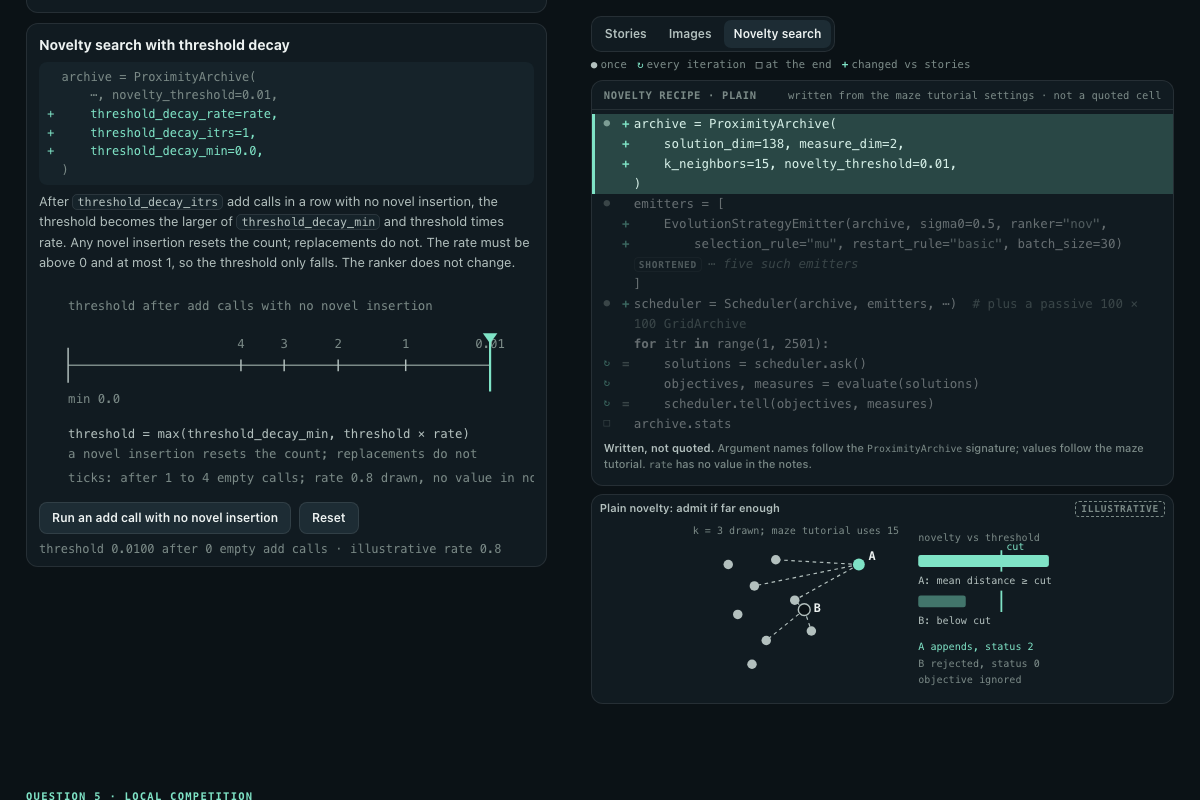 Novelty search with threshold decay
archive = ProximityArchive(
⋯, novelty_threshold=0.01,
+ threshold_decay_rate=rate,
+ threshold_decay_itrs=1,
+ threshold_decay_min=0.0,
)
After threshold_decay_itrs add calls in a row with no novel insertion, the
threshold becomes the larger of threshold_decay_min and threshold times
rate. Any novel insertion resets the count; replacements do not. The rate must be
above 0 and at most 1, so the threshold only falls. The ranker does not change.
threshold after add calls with no novel insertion
4 3 2 1 0.01
min 0.0
threshold = max(threshold_decay_min, threshold × rate)
a novel insertion resets the count; replacements do not
ticks: after 1 to 4 empty calls; rate 0.8 drawn, no value in
Run an add call with no novel insertion Reset
threshold 0.0100 after 0 empty add calls · illustrative rate 0.8
QUESTION 5 · LOCAL COMPETITION
Stories Images Novelty search
● once ↻ every iteration □ at the end + changed vs stories
NOVELTY RECIPE · PLAIN written from the maze tutorial settings · not a quoted cell
● + archive = ProximityArchive(
+ solution_dim=138, measure_dim=2,
+ k_neighbors=15, novelty_threshold=0.01,
)
● emitters = [
+ EvolutionStrategyEmitter(archive, sigma0=0.5, ranker="nov",
+ selection_rule="mu", restart_rule="basic", batch_size=30)
SHORTENED ⋯ five such emitters
]
● + scheduler = Scheduler(archive, emitters, ⋯) # plus a passive 100 ×
100 GridArchive
for itr in range(1, 2501):
↻ = solutions = scheduler.ask()
↻ objectives, measures = evaluate(solutions)
↻ = scheduler.tell(objectives, measures)
□ archive.stats
Written, not quoted. Argument names follow the ProximityArchive signature; values follow the maze
tutorial. rate has no value in the notes.
Plain novelty: admit if far enough ILLUSTRATIVE
k = 3 drawn; maze tutorial uses 15
A
B
novelty vs threshold
cut
A: mean distance ≥ cut
B: below cut
A appends, status 2
B rejected, status 0
objective ignored